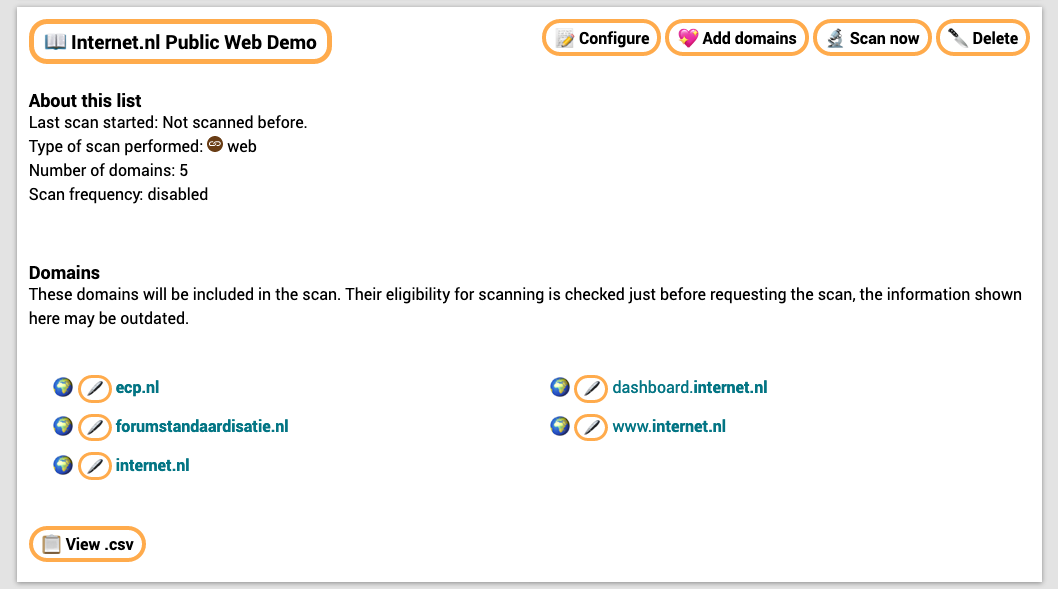 Internet.nl Public Web Demo
Configure
Add domains
Scan now
Delete
About this list
Last scan started: Not scanned before.
Type of scan performed: web
Number of domains: 5
Scan frequency: disabled
Domains
These domains will be included in the scan. Their eligibility for scanning is checked just before requesting the scan, the information shown
here may be outdated.
ecp.nl
forumstandaardisatie.nl
internet.nl
dashboard.internet.nl
www.internet.nl
View .csv